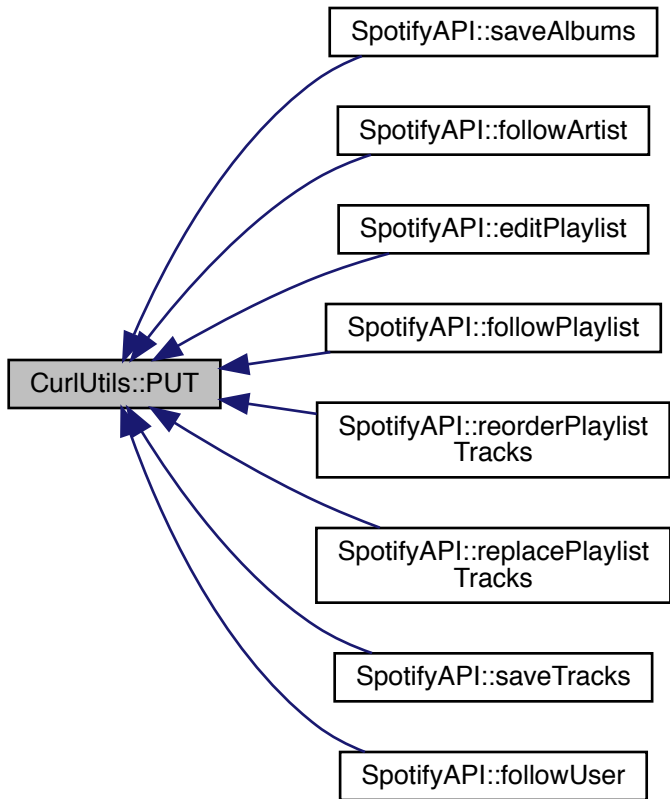 SpotifyAPI::saveAlbums
SpotifyAPI::followArtist
SpotifyAPI::editPlaylist
SpotifyAPI::followPlaylist
CurlUtils::PUT
SpotifyAPI::reorderPlaylist
Tracks
SpotifyAPI::replacePlaylist
Tracks
SpotifyAPI::saveTracks
SpotifyAPI::followUser